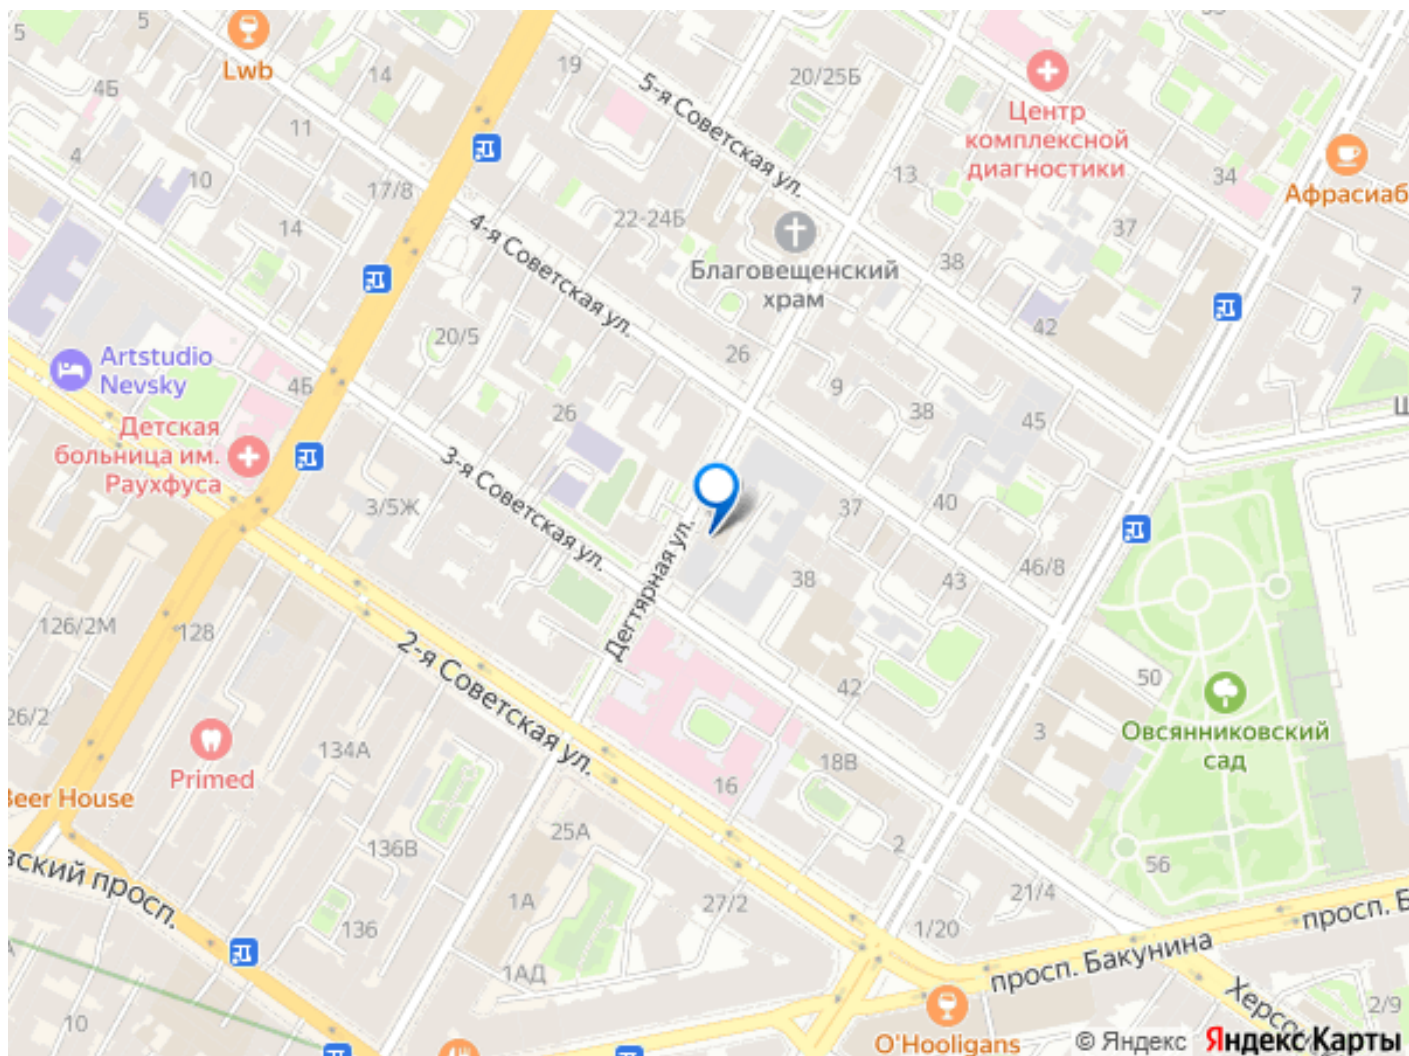 5
5
Lwb
4Б
14
19
20/25Б
33
5-я Советская ул.
Центр
комплексной
диагностики
Афрасиаб
11
4
10
17/8
14
13
34
22-24Б
4-я Советская ул.
Благовещенский
храм
38
37
7
42
20/5
26
Artstudio
Nevsky
4Б
9
38
45
26
Детская
больница им.
Раухфуса
3-я Советская ул.
3/5Ж
37
40
Дегтярная ул.
38
43
46/8
126/2М
128
2-я Советская ул.
42
50
26/2
134А
Primed
16
18В
3
Овсянниковский
сад
Beer House
25А
136В
2
56
вский просп.
1А
27/2
21/4
136
1/20
просп. Б
просп. Бакунина
1АД
10
Херсо
2/9
O'Hooligans
© Яндекс Яндекс Карты